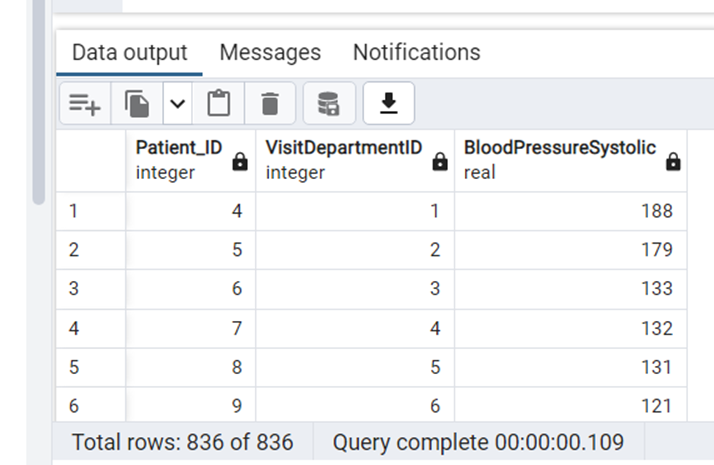 Data output Messages Notifications
Patient_ID VisitDepartmentID BloodPressureSystolic
integer integer real
1 4 1 188
2 5 2 179
3 6 3 133
4 7 4 132
5 8 5 131
6 9 6 121
Total rows: 836 of 836 Query complete 00:00:00.109